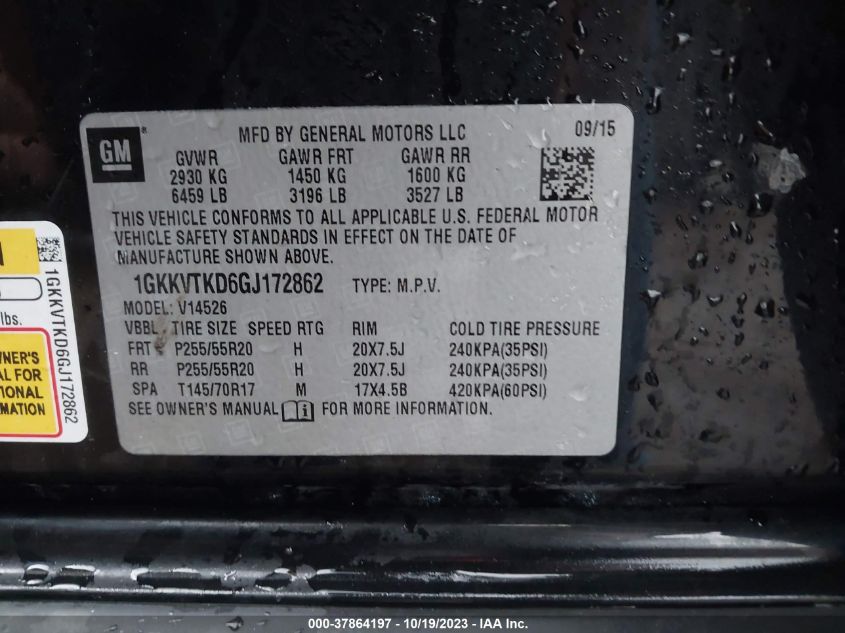 GM
MFD BY GENERAL MOTORS LLC 09/15
GVWR GAWR FRT GAWR RR
2930 KG 1450 KG 1600 KG
6459 LB 3196 LB 3527 LB
THIS VEHICLE CONFORMS TO ALL APPLICABLE U.S. FEDERAL MOTOR
VEHICLE SAFETY STANDARDS IN EFFECT ON THE DATE OF
MANUFACTURE SHOWN ABOVE.
1GKKVTKD6GJ172862 TYPE: M.P.V.
MODEL: V14526
VBBL TIRE SIZE SPEED RTG RIM COLD TIRE PRESSURE
FRT P255/55R20 H 20X7.5J 240KPA(35PSI)
RR P255/55R20 H 20X7.5J 240KPA(35PSI)
SPA T145/70R17 M 17X4.5B 420KPA(60PSI)
SEE OWNER'S MANUAL FOR MORE INFORMATION.
lbs.
WNER'S
AL FOR
TIONAL
MATION
1GKKVTKD6GJ172862
000-37864197 - 10/19/2023 - IAA Inc.